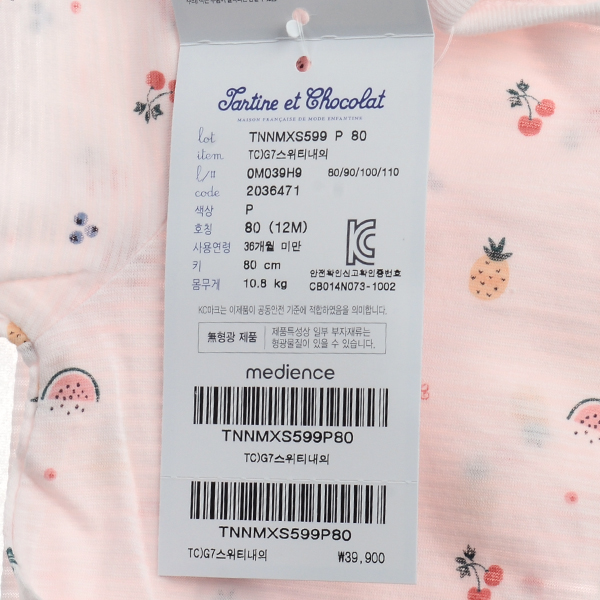 Tartine et Chocolat
MAISON FRANÇAISE DE MODE ENFANTINE
lot TNNMXS599 P 80
item TC)G7스위티내의
l/# 0M039H9 80/90/100/110
code 2036471
색상 P
호칭 80 (12M)
사용연령 36개월 미만
키 80 cm
몸무게 10.8 kg
안전확인신고확인증번호
CB014N073-1002
KC마크는 이제품이 공통안전 기준에 적합하였음을 의미합니다.
無형광 제품
제품특성상 일부 부자재류는
형광물질이 있을 수 있습니다.
medience
TNNMXS599P80
TC)G7스위티내의
TNNMXS599P80
TC)G7스위티내의 ₩39,900